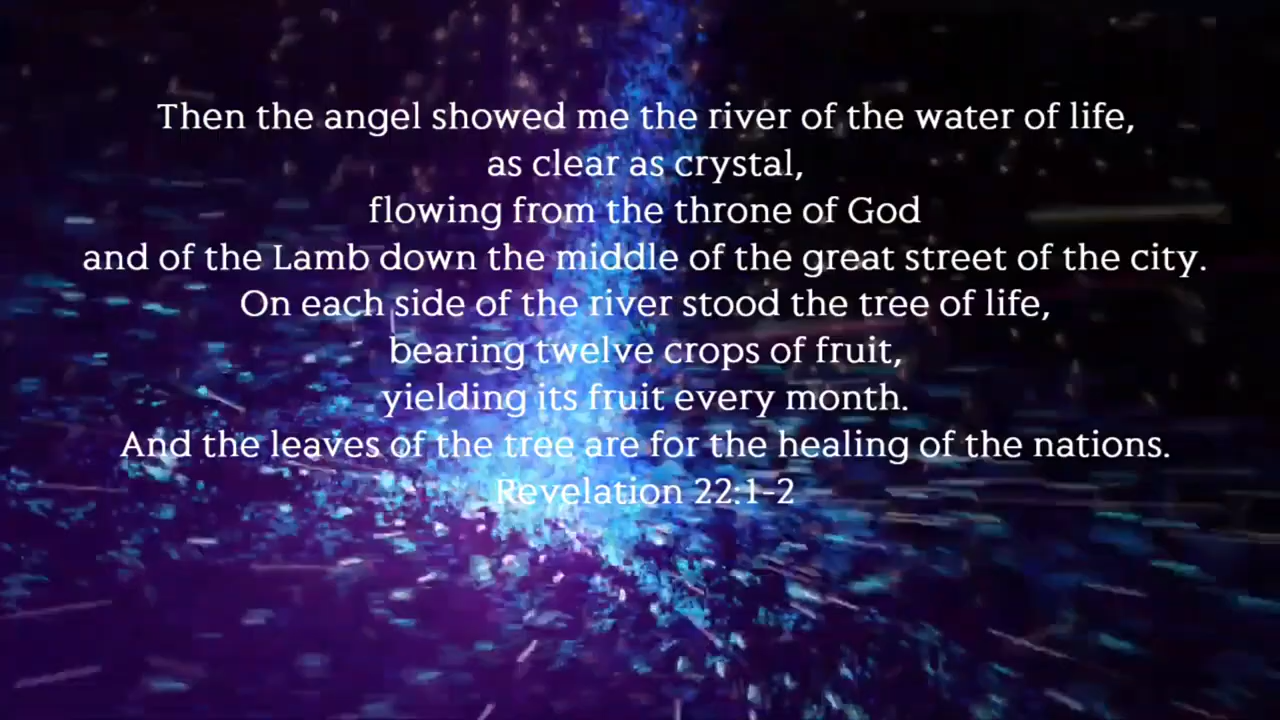 Then the angel showed me the river of the water of life,
as clear as crystal,
flowing from the throne of God
and of the Lamb down the middle of the great street of the city.
On each side of the river stood the tree of life,
bearing twelve crops of fruit,
yielding its fruit every month.
And the leaves of the tree are for the healing of the nations.
Revelation 22:1-2